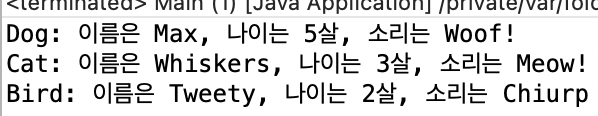 <terminated> Main (1) [Java Application] /private/var/fold
Dog: 이름은 Max, 나이는 5살, 소리는 Woof!
Cat: 이름은 Whiskers, 나이는 3살, 소리는 Meow!
Bird: 이름은 Tweety, 나이는 2살, 소리는 Chiurp